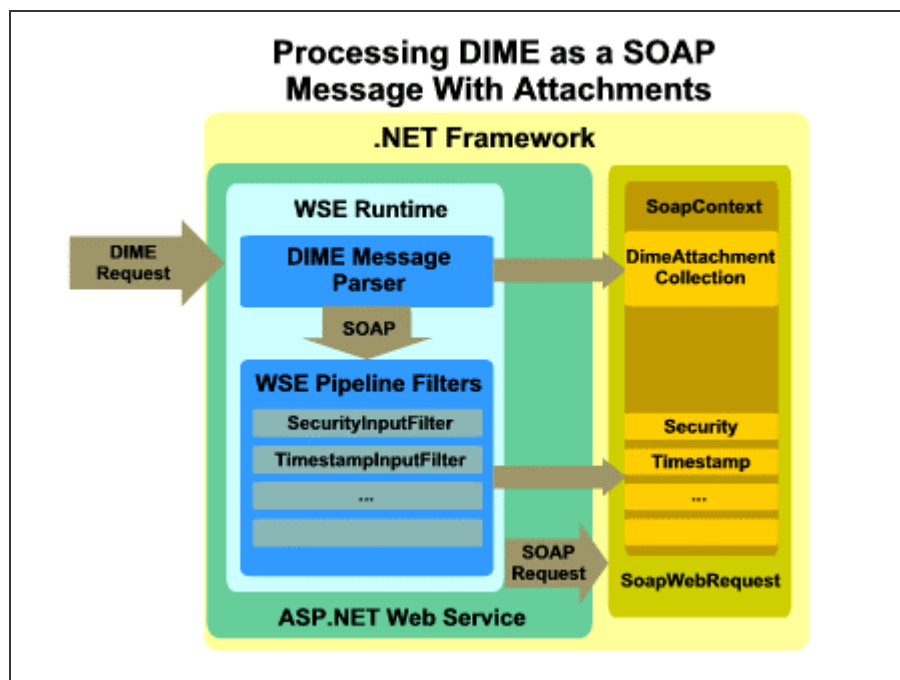 Processing DIME as a SOAP
Message With Attachments
.NET Framework
WSE Runtime
SoapContext
DIME
Request
DIME Message
Parser
DimeAttachment
Collection
SOAP
WSE Pipeline Filters
SecurityInputFilter
TimestampInputFilter
...
Security
Timestamp
...
SOAP
Request
SoapWebRequest
ASP.NET Web Service